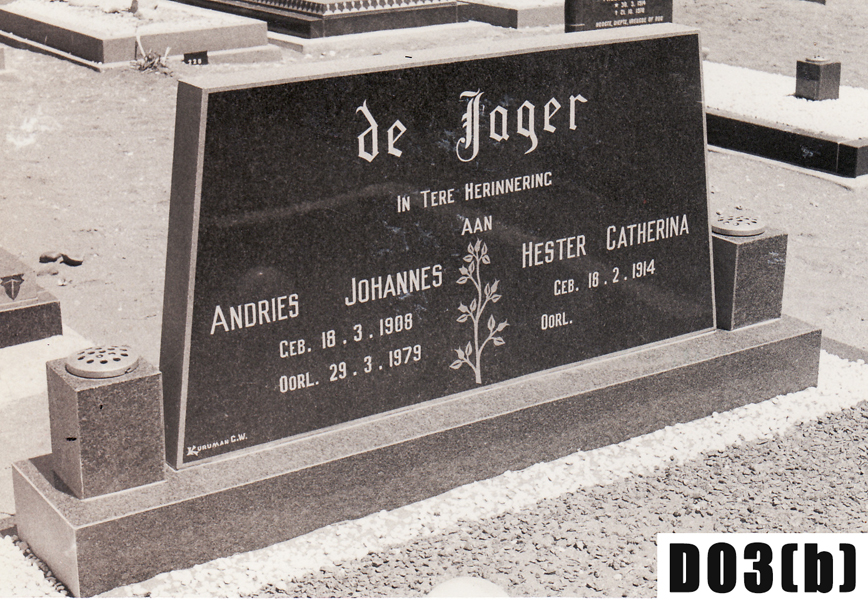 de Jager
IN TERE HERINNERING
AAN
ANDRIES JOHANNES
GEB. 18.3.1908
OORL. 29.3.1979
HESTER CATHERINA
GEB. 18.2.1914
OORL.
KURUMAN G.W.
D03(b)